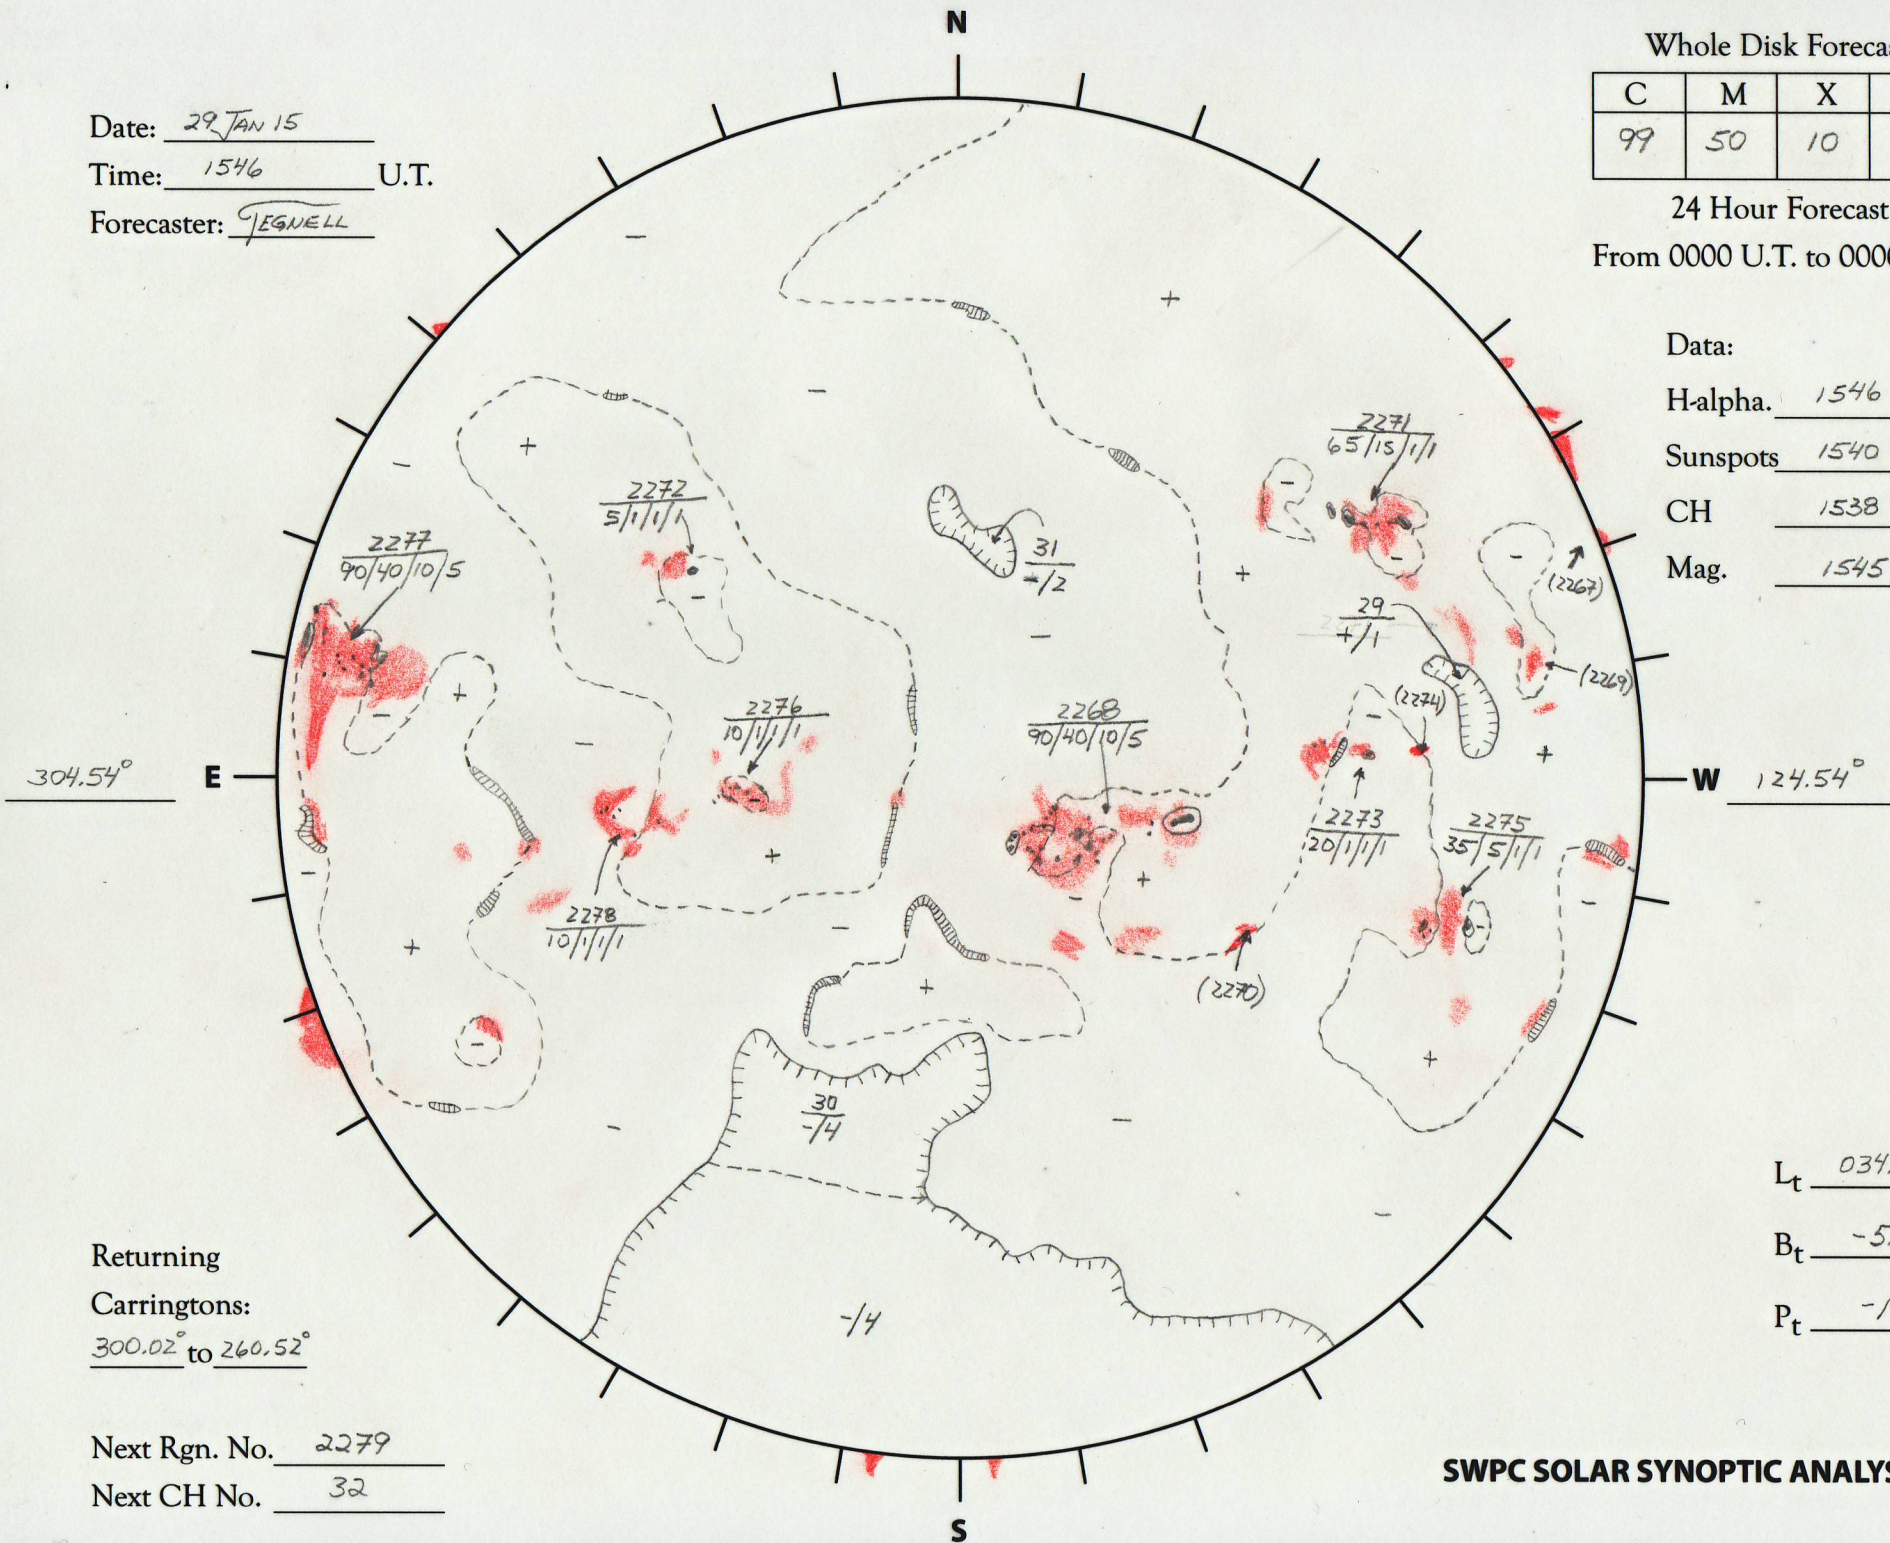 N
Whole Disk Foreca
Date: 29 JAN 15
C M X
Time: 1546 U.T.
99 50 10
Forecaster: TEGNELL
24 Hour Forecast
From 0000 U.T. to 000
Data:
H-alpha. 1546
Sunspots 1540
CH 1538
Mag. 1545
2271
65/15/1/1
2272
5/1/1/1
2277
90/40/10/5
31
-/2
(2267)
29
+/1
(2269)
(2274)
2276
10/1/1/1
2268
90/40/10/5
304.54°
E
W
124.54°
2273
20/1/1/1
2275
35/5/1/1
2278
10/1/1/1
(2270)
30
-/4
-/4
Lt 034.
Bt -5.
Pt -1
Returning
Carringtons:
300.02° to 260.52°
Next Rgn. No. 2279
Next CH No. 32
SWPC SOLAR SYNOPTIC ANALYS
S